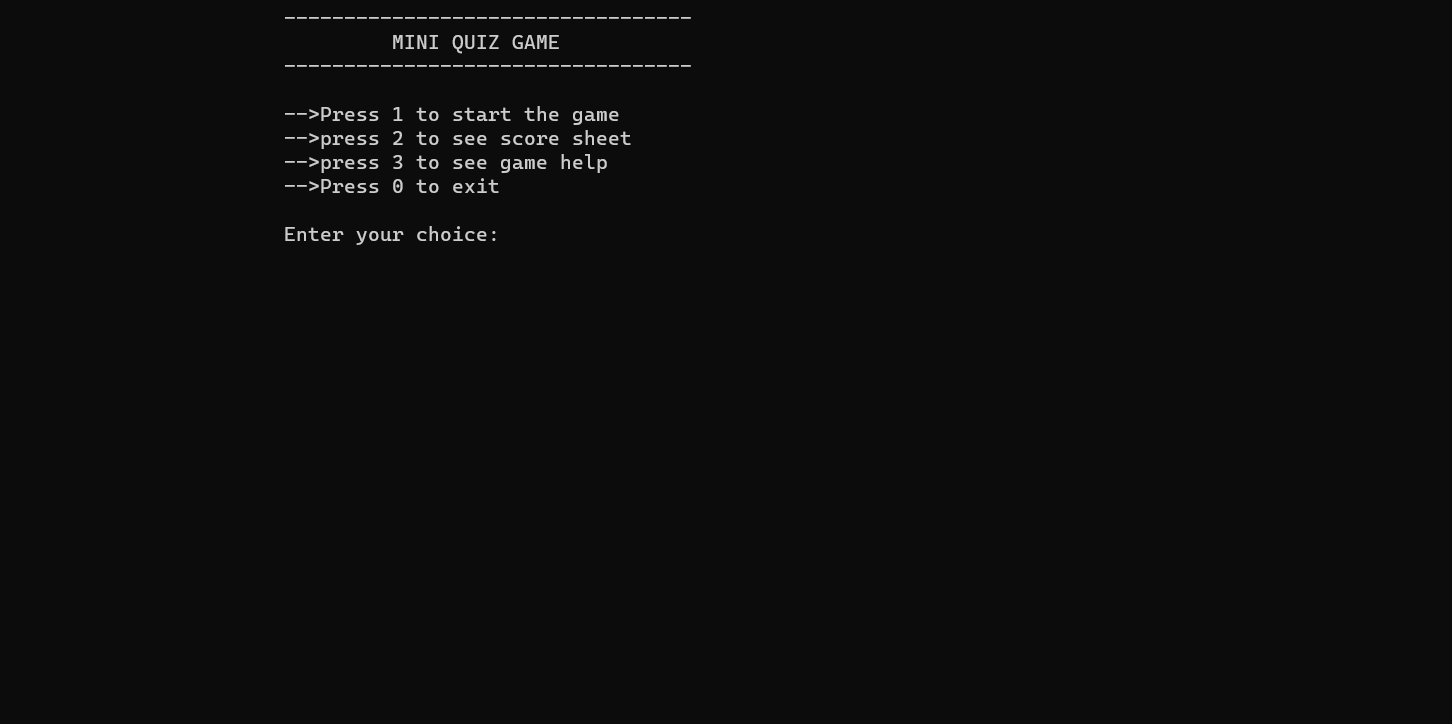 ----------------------------------
MINI QUIZ GAME
----------------------------------
-->Press 1 to start the game
-->press 2 to see score sheet
-->press 3 to see game help
-->Press 0 to exit
Enter your choice: